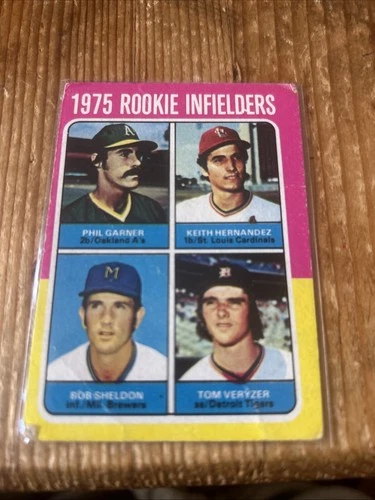 1975 ROOKIE INFIELDERS
A's
PHIL GARNER
2b/Oakland A's
KEITH HERNANDEZ
1b/St. Louis Cardinals
M
BOB SHELDON
inf./Mil. Brewers
TOM VERYZER
ss/Detroit Tigers